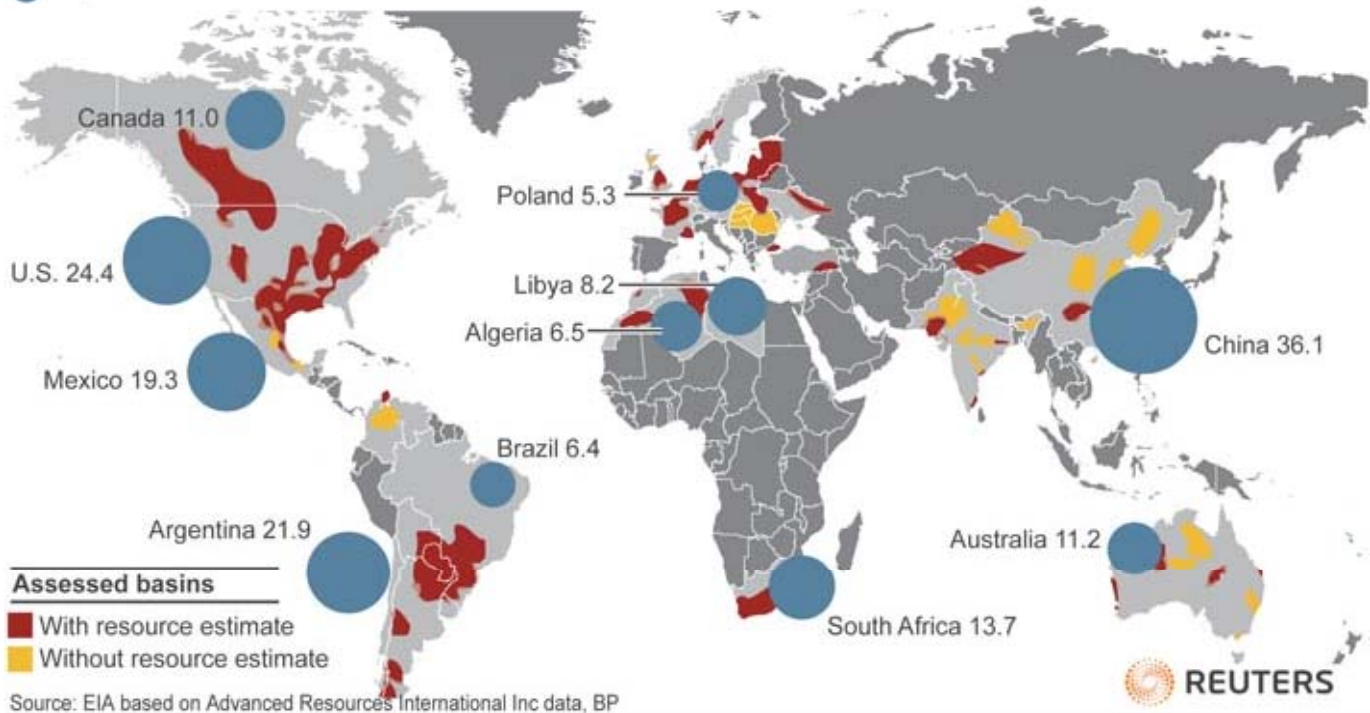 Canada 11.0
Poland 5.3
U.S. 24.4
Libya 8.2
Algeria 6.5
China 36.1
Mexico 19.3
Brazil 6.4
Argentina 21.9
Australia 11.2
South Africa 13.7
Assessed basins
With resource estimate
Without resource estimate
REUTERS
Source: EIA based on Advanced Resources International Inc data, BP